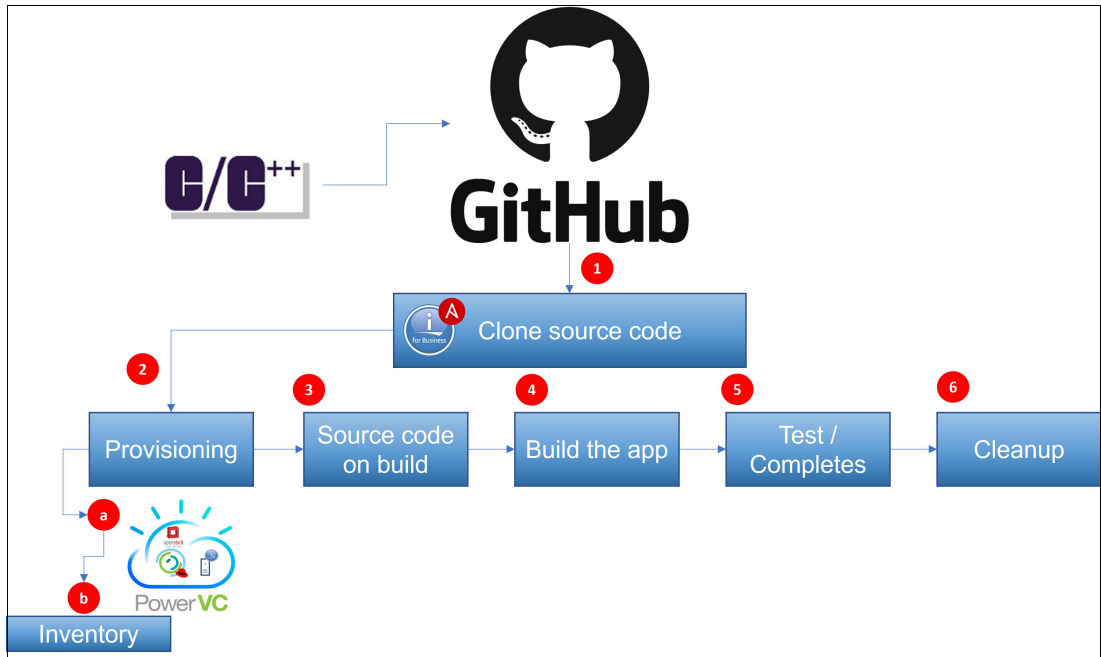 C/C++
GitHub
1
i
for Business
A
Clone source code
2
3
4
5
6
Provisioning
Source code
on build
Build the app
Test /
Completes
Cleanup
a
openstack
PowerVC
b
Inventory